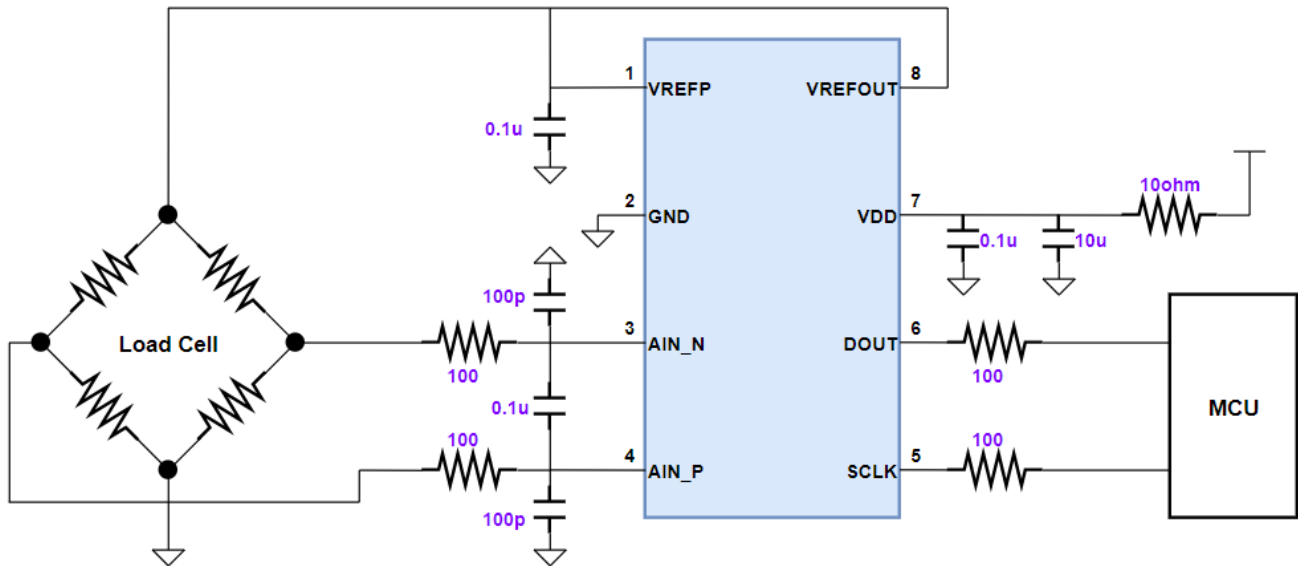 1
VREFP
VREFOUT
8
0.1u
2
GND
VDD
7
10ohm
0.1u
10u
100p
Load Cell
3
AIN_N
DOUT
6
100
100
0.1u
MCU
100
4
AIN_P
SCLK
5
100
100p